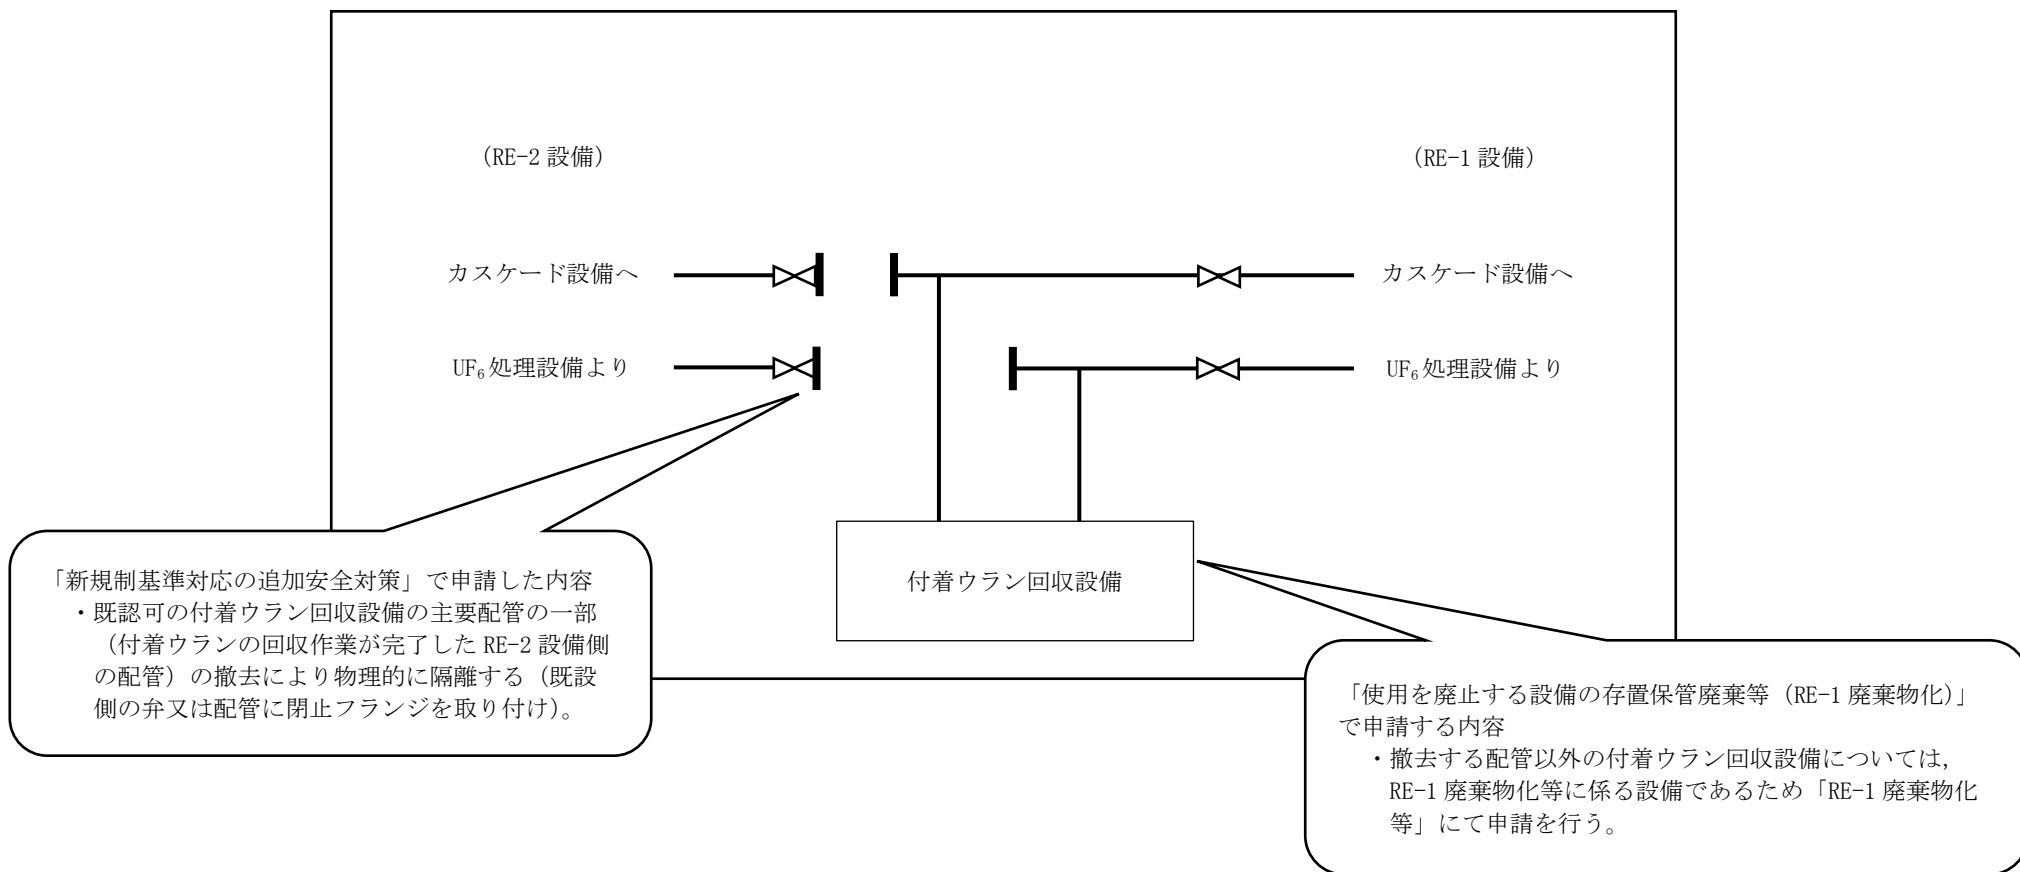 (RE-2 設備)
(RE-1 設備)
カスケード設備へ
カスケード設備へ
UF₆処理設備より
UF₆処理設備より
付着ウラン回収設備
「新規制基準対応の追加安全対策」で申請した内容
・既認可の付着ウラン回収設備の主要配管の一部
(付着ウランの回収作業が完了した RE-2 設備側
の配管)の撤去により物理的に隔離する(既設
側の弁又は配管に閉止フランジを取り付け)。
「使用を廃止する設備の存置保管廃棄等(RE-1 廃棄物化)」
で申請する内容
・撤去する配管以外の付着ウラン回収設備については,
RE-1 廃棄物化等に係る設備であるため「RE-1 廃棄物化
等」にて申請を行う。